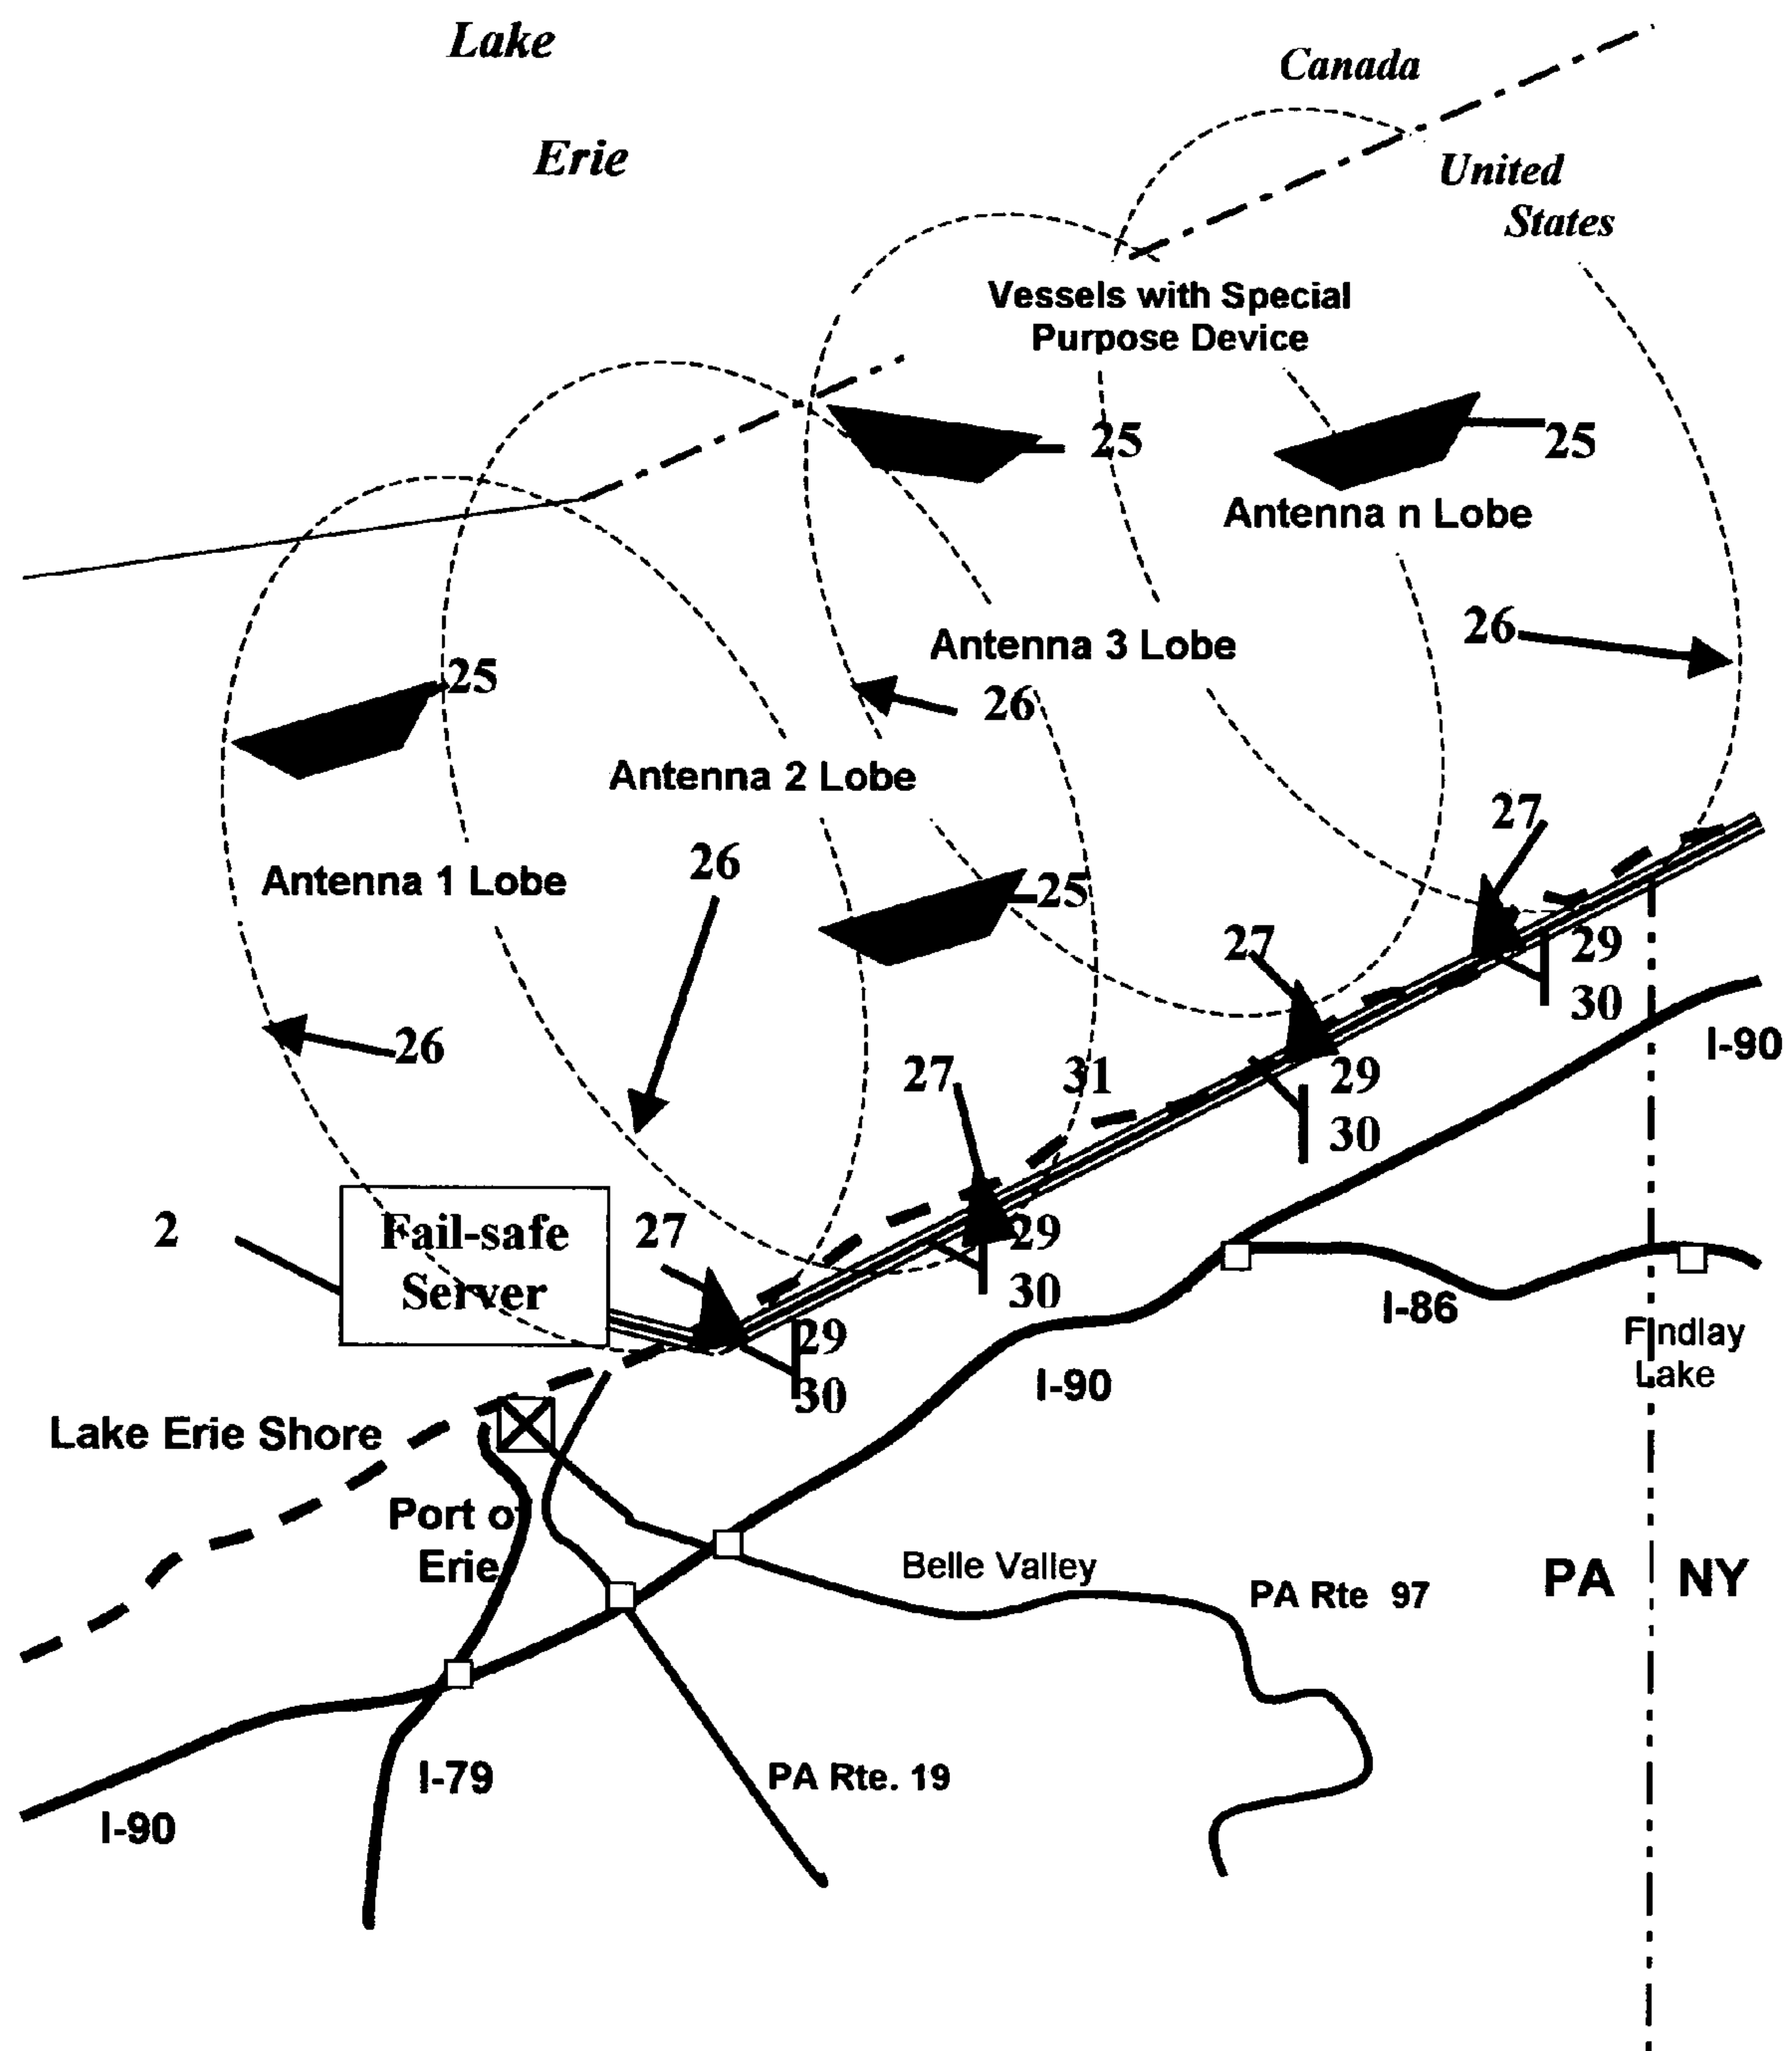 Lake
Canada
Erie
United
States
Vessels with Special
Purpose Device
25
25
Antenna n Lobe
26
Antenna 3 Lobe
25
26
Antenna 2 Lobe
27
26
Antenna 1 Lobe
25
27
29
30
26
I-90
27
31
29
30
2
Fail-safe
Server
27
29
30
I-86
Findlay
Lake
29
30
I-90
Lake Erie Shore
Port of
Erie
Belle Valley
PA Rte 97
PA
NY
I-79
PA Rte. 19
I-90